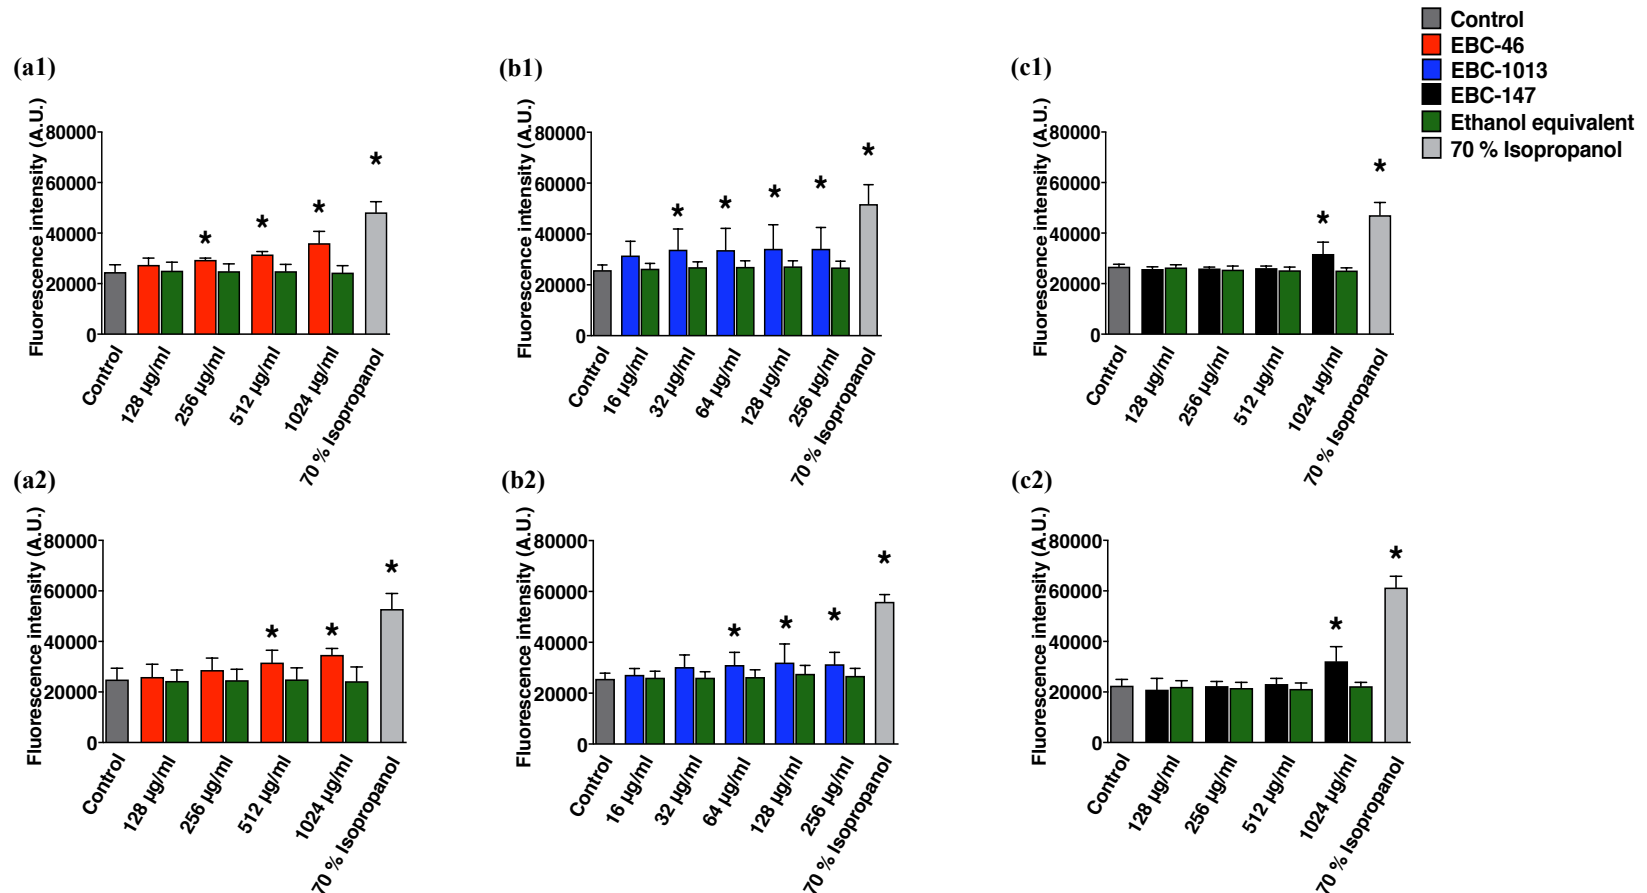 Control
EBC-46
EBC-1013
EBC-147
Ethanol equivalent
70 % Isopropanol
(a1)
Fluorescence intensity (A.U.)
80000
60000
40000
20000
0
*
*
*
*
Control
128 µg/ml
256 µg/ml
512 µg/ml
1024 µg/ml
70 % Isopropanol
(b1)
Fluorescence intensity (A.U.)
80000
60000
40000
20000
0
*
*
*
*
*
*
Control
16 µg/ml
32 µg/ml
64 µg/ml
128 µg/ml
256 µg/ml
70 % Isopropanol
(c1)
Fluorescence intensity (A.U.)
80000
60000
40000
20000
0
*
*
Control
128 µg/ml
256 µg/ml
512 µg/ml
1024 µg/ml
70 % Isopropanol
(a2)
Fluorescence intensity (A.U.)
80000
60000
40000
20000
0
*
*
*
Control
128 µg/ml
256 µg/ml
512 µg/ml
1024 µg/ml
70 % Isopropanol
(b2)
Fluorescence intensity (A.U.)
80000
60000
40000
20000
0
*
*
*
*
Control
16 µg/ml
32 µg/ml
64 µg/ml
128 µg/ml
256 µg/ml
70 % Isopropanol
(c2)
Fluorescence intensity (A.U.)
80000
60000
40000
20000
0
*
*
Control
128 µg/ml
256 µg/ml
512 µg/ml
1024 µg/ml
70 % Isopropanol